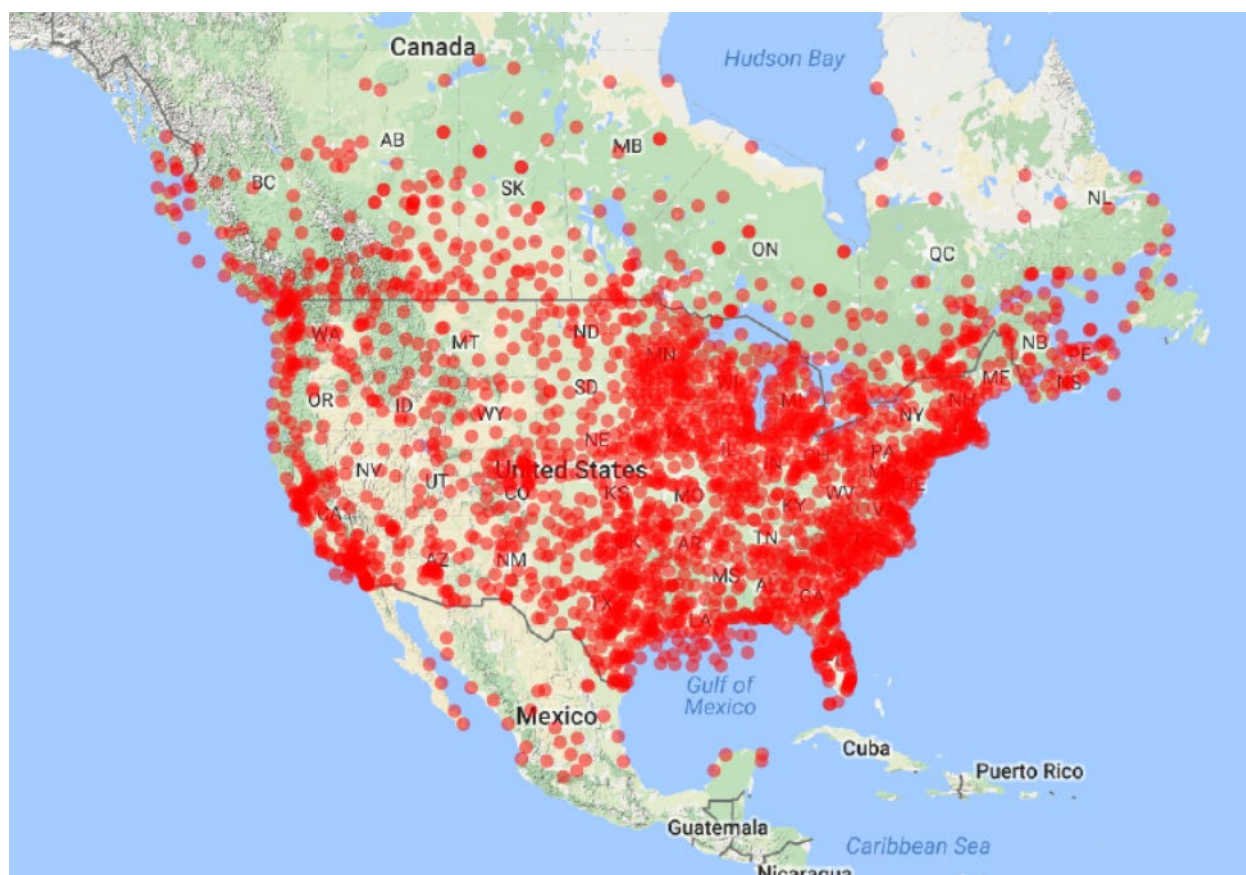 Canada
Hudson Bay
AB
MB
BC
SK
NL
ON
QC
WA
MT
ND
MN
NB
PE
ME
NS
OR
ID
SD
WI
MI
WY
NY
NH
NE
IL
IN
OH
PA
NV
UT
United States
CO
KS
MO
KY
WV
CA
AZ
NM
OK
AR
TN
MS
AL
GA
TX
LA
Gulf of
Mexico
Mexico
Cuba
Puerto Rico
Guatemala
Caribbean Sea
Nicaragua